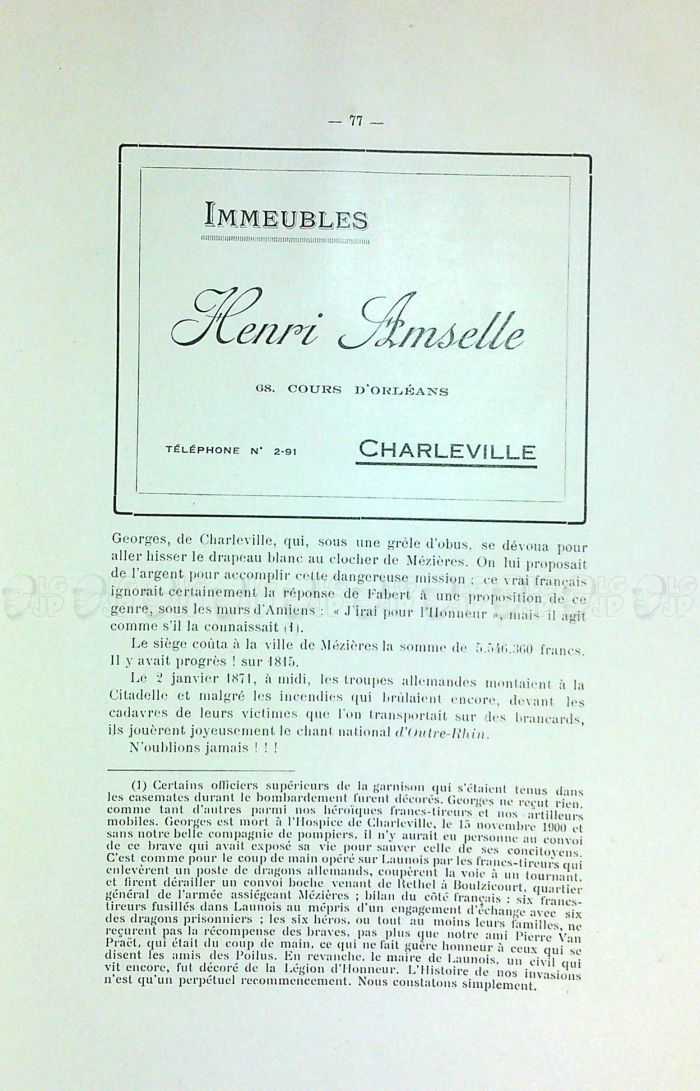 — 77 —
IMMEUBLES
Henri Amselle
68. COURS D'ORLÉANS
TÉLÉPHONE N° 2-91
CHARLEVILLE
Georges, de Charleville, qui, sous une grêle d'obus, se dévoua pour
aller hisser le drapeau blanc au clocher de Mézières. On lui proposait
de l'argent pour accomplir cette dangereuse mission ; ce vrai français
ignorait certainement la réponse de Fabert à une proposition de ce
genre, sous les murs d'Amiens : « J'irai pour l'Honneur », mais il agit
comme s'il la connaissait (1).
Le siège coûta à la ville de Mézières la somme de 5.546.360 francs.
Il y avait progrès ! sur 1815.
Le 2 janvier 1871, à midi, les troupes allemandes montaient à la
Citadelle et malgré les incendies qui brûlaient encore, devant les
cadavres de leurs victimes que l'on transportait sur des brancards,
ils jouèrent joyeusement le chant national d'Outre-Rhin.
N'oublions jamais ! ! !
(1) Certains officiers supérieurs de la garnison qui s'étaient tenus dans
les casemates durant le bombardement furent décorés. Georges ne reçut rien,
comme tant d'autres parmi nos héroïques francs-tireurs et nos artilleurs
mobiles. Georges est mort à l'Hospice de Charleville, le 15 novembre 1900 et
sans notre belle compagnie de pompiers, il n'y aurait eu personne au convoi
de ce brave qui avait exposé sa vie pour sauver celle de ses concitoyens.
C'est comme pour le coup de main opéré sur Launois par les francs-tireurs qui
enlevèrent un poste de dragons allemands, coupèrent la voie à un tournant,
et firent dérailler un convoi boche venant de Rethel à Boulzicourt, quartier
général de l'armée assiégeant Mézières ; bilan du côté français : six francs-
tireurs fusillés dans Launois au mépris d'un engagement d'échange avec six
des dragons prisonniers ; les six héros, ou tout au moins leurs familles, ne
reçurent pas la récompense des braves, pas plus que notre ami Pierre Van
Praët, qui était du coup de main, ce qui ne fait guère honneur à ceux qui se
disent les amis des Poilus. En revanche, le maire de Launois, un civil qui
vit encore, fut décoré de la Légion d'Honneur. L'Histoire de nos invasions
n'est qu'un perpétuel recommencement. Nous constatons simplement.